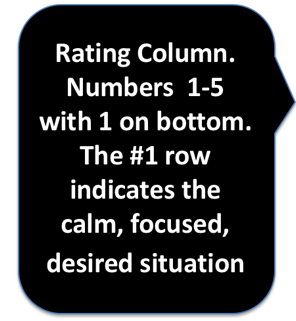 Rating Column.
Numbers 1-5
with 1 on bottom.
The #1 row
indicates the
calm, focused,
desired situation